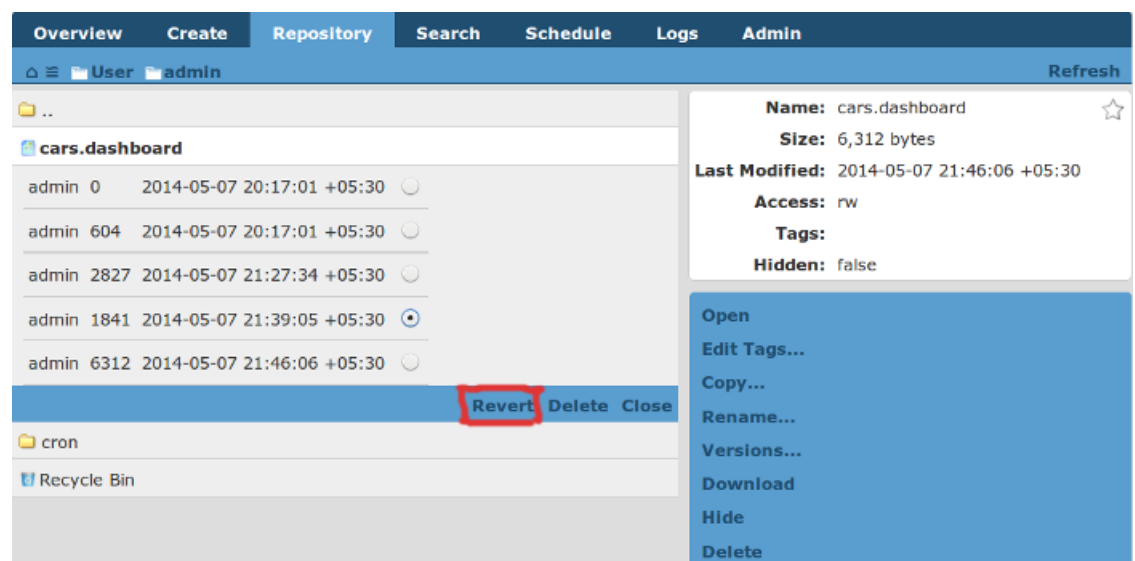 Overview Create Repository Search Schedule Logs Admin
User admin Refresh
..
cars.dashboard
admin 0 2014-05-07 20:17:01 +05:30
admin 604 2014-05-07 20:17:01 +05:30
admin 2827 2014-05-07 21:27:34 +05:30
admin 1841 2014-05-07 21:39:05 +05:30
admin 6312 2014-05-07 21:46:06 +05:30
Revert Delete Close
cron
Recycle Bin
Name: cars.dashboard
Size: 6,312 bytes
Last Modified: 2014-05-07 21:46:06 +05:30
Access: rw
Tags:
Hidden: false
Open
Edit Tags...
Copy...
Rename...
Versions...
Download
Hide
Delete